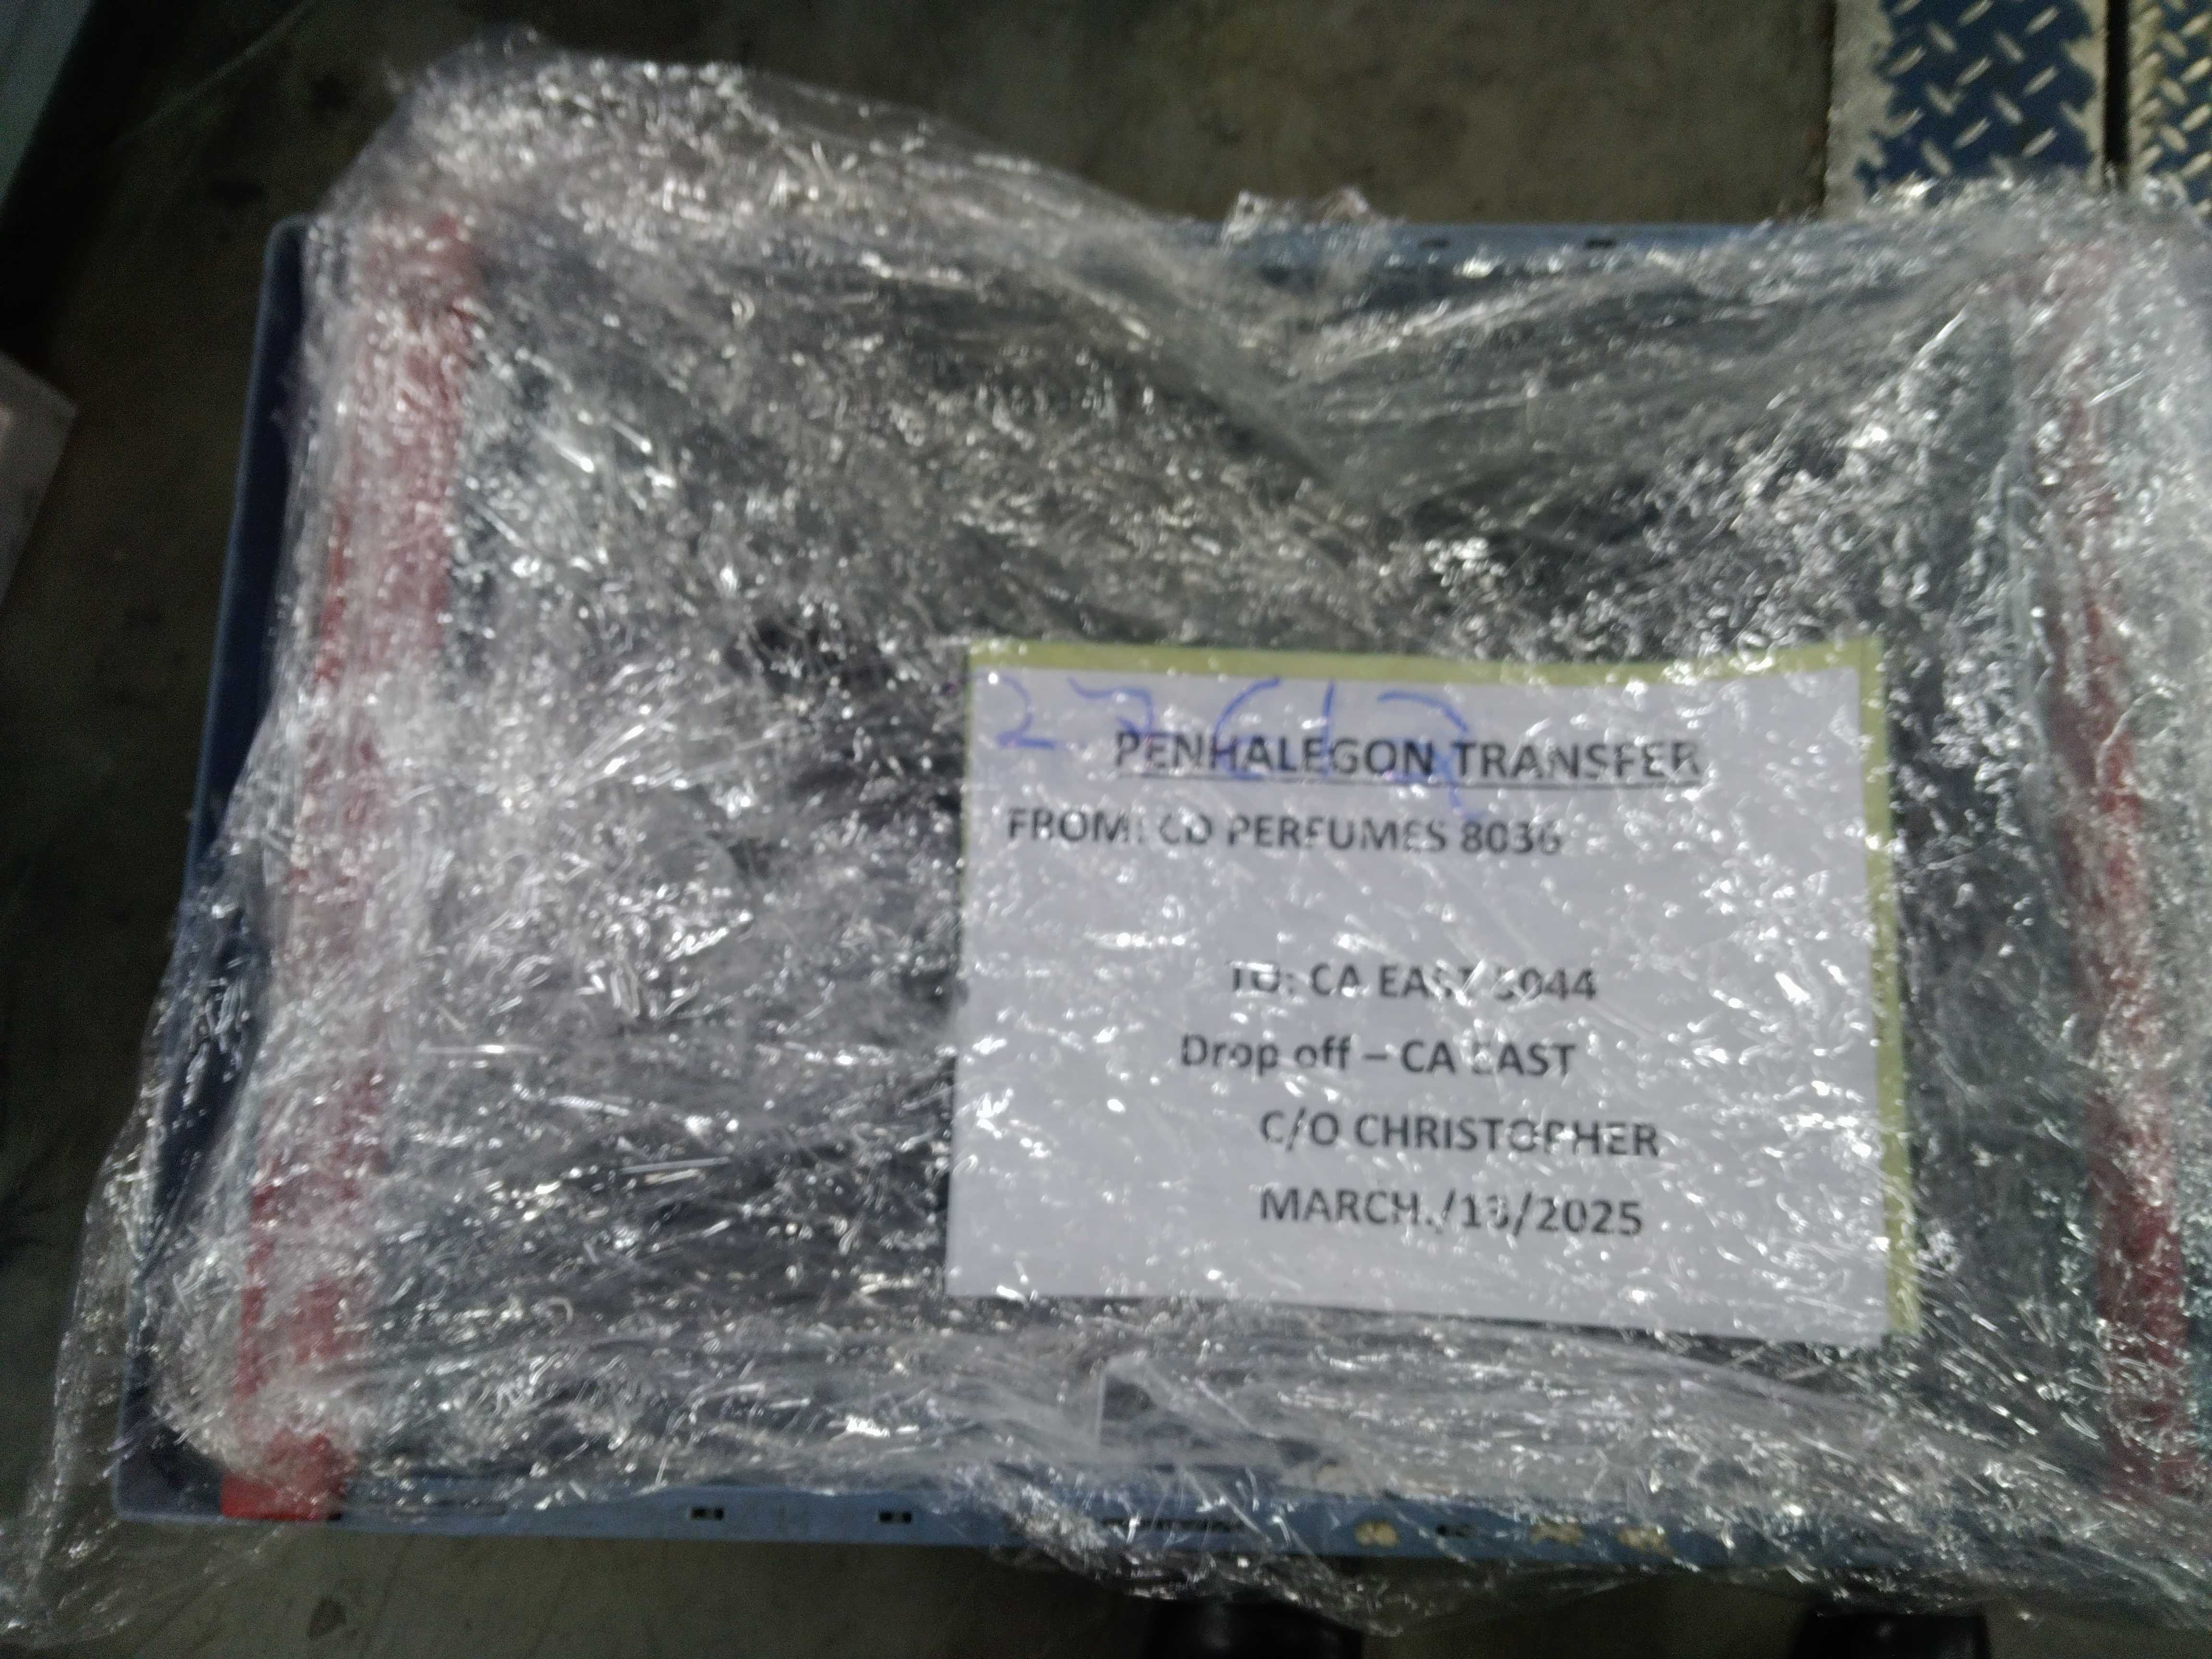 PENHALEGON TRANSFER
FROM: CD PERFUMES 8036
TO: CA EAST 8044
Drop off – CA EAST
C/O CHRISTOPHER
MARCH./13/2025